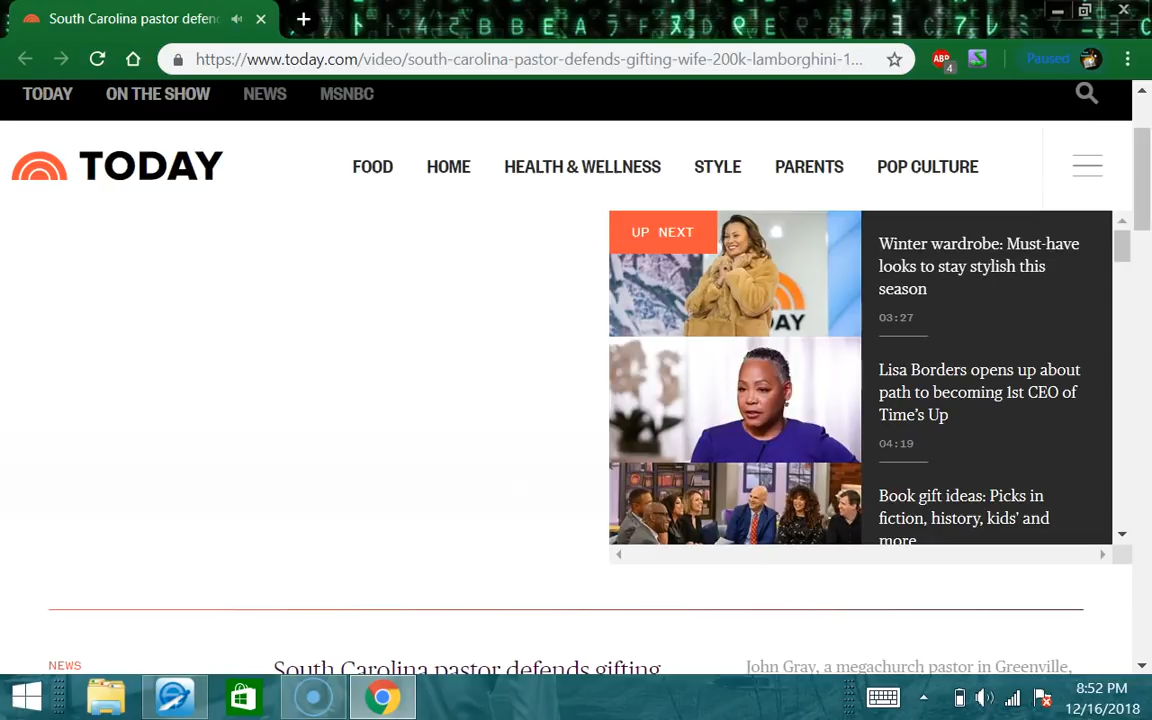 South Carolina pastor defen
https://www.today.com/video/south-carolina-pastor-defends-gifting-wife-200k-lamborghini-1...
ABP
4
Paused
TODAY
ON THE SHOW
NEWS
MSNBC
TODAY
FOOD
HOME
HEALTH & WELLNESS
STYLE
PARENTS
POP CULTURE
UP NEXT
DAY
Winter wardrobe: Must-have
looks to stay stylish this
season
03:27
Lisa Borders opens up about
path to becoming 1st CEO of
Time's Up
04:19
Book gift ideas: Picks in
fiction, history, kids' and
more
NEWS
South Carolina pastor defends gifting
John Gray, a megachurch pastor in Greenville,
8:52 PM
12/16/2018